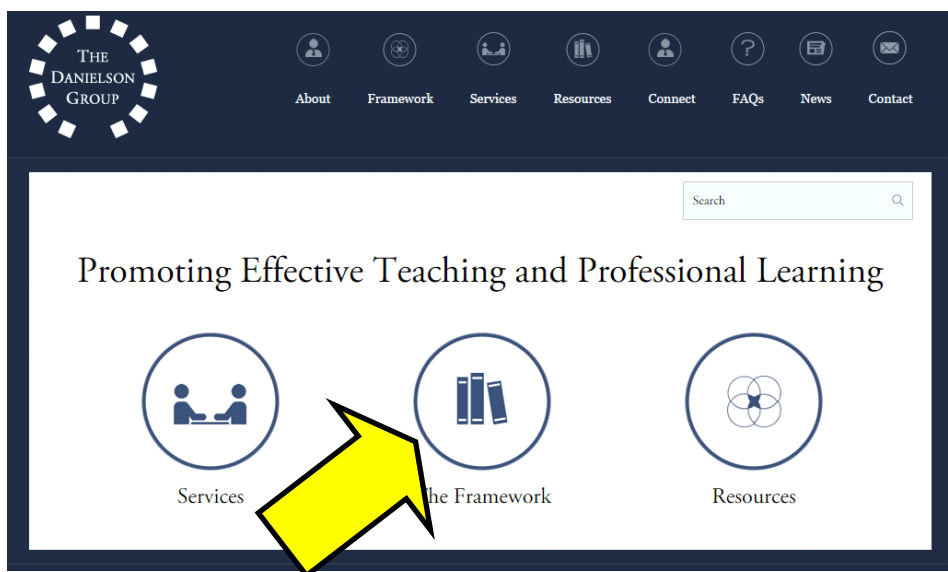 THE
DANIELSON
GROUP
About Framework Services Resources Connect FAQs News Contact
Search
Promoting Effective Teaching and Professional Learning
Services The Framework Resources